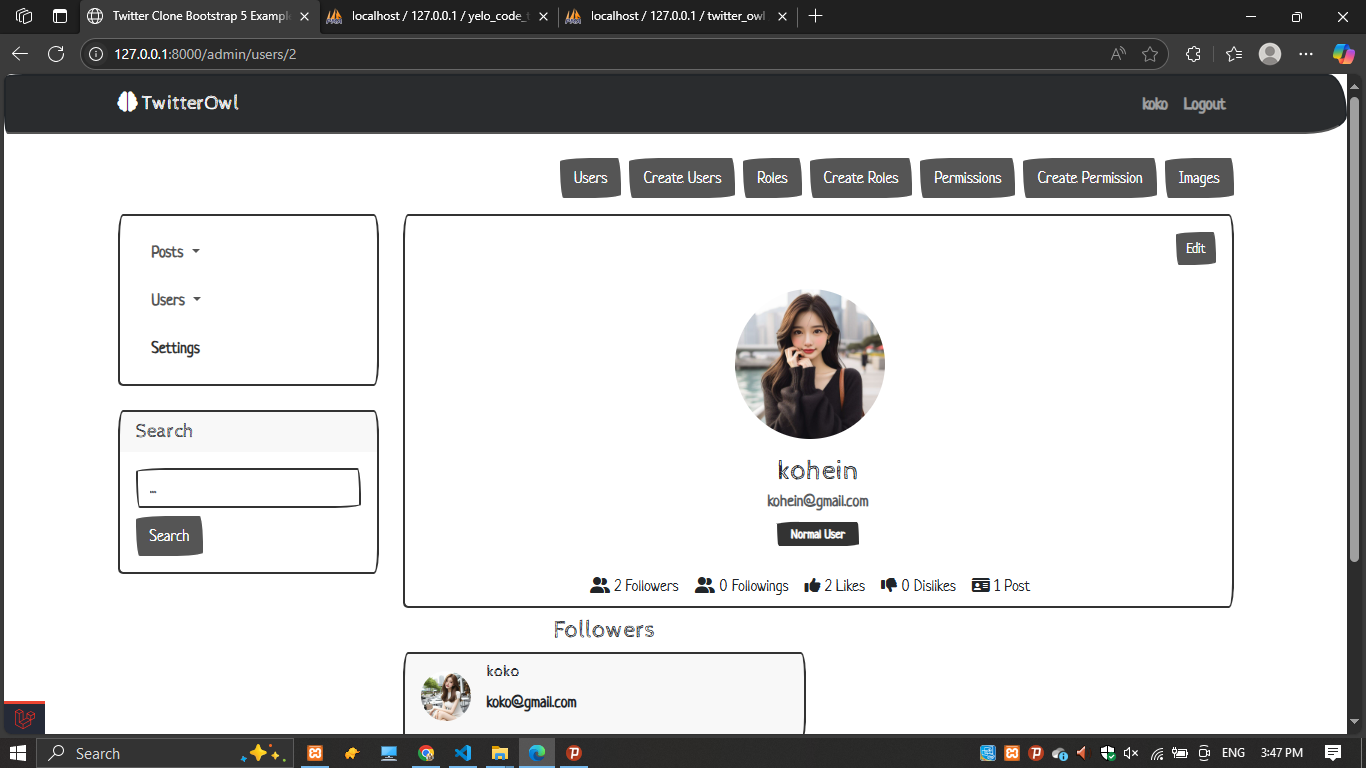 Twitter Clone Bootstrap 5 Example
localhost / 127.0.0.1 / yelo_code_t
localhost / 127.0.0.1 / twitter_owl
127.0.0.1:8000/admin/users/2
TwitterOwl
koko Logout
Users Create Users Roles Create Roles Permissions Create Permission Images
Posts
Users
Settings
Search
...
Search
Edit
kohein
kohein@gmail.com
Normal User
2 Followers 0 Followings 2 Likes 0 Dislikes 1 Post
Followers
koko
koko@gmail.com
Search
ENG 3:47 PM